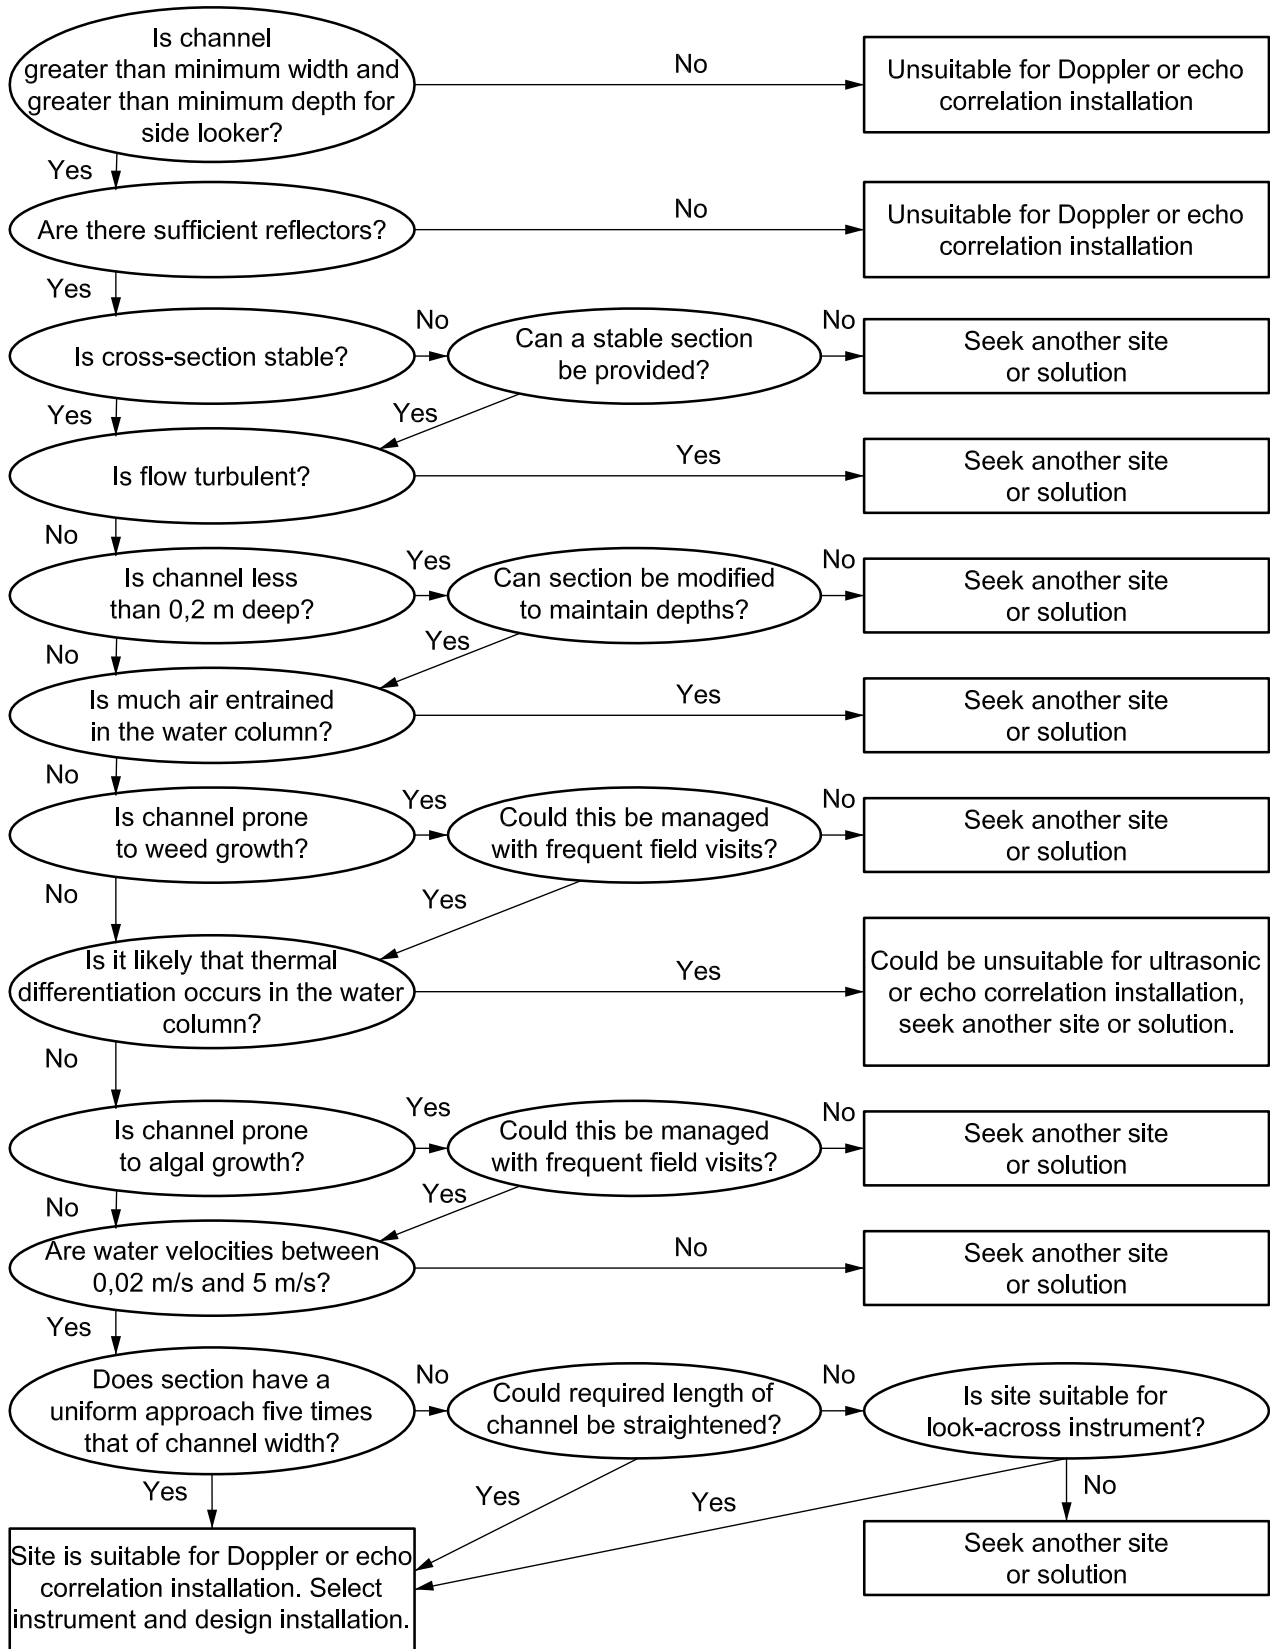 Is channel
greater than minimum width and
greater than minimum depth for
side looker?
No
Unsuitable for Doppler or echo
correlation installation
Yes
Are there sufficient reflectors?
No
Unsuitable for Doppler or echo
correlation installation
Yes
Is cross-section stable?
No
Can a stable section
be provided?
No
Seek another site
or solution
Yes
Yes
Is flow turbulent?
Yes
Seek another site
or solution
No
Is channel less
than 0,2 m deep?
Yes
Can section be modified
to maintain depths?
No
Seek another site
or solution
No
Yes
Is much air entrained
in the water column?
Yes
Seek another site
or solution
No
Is channel prone
to weed growth?
Yes
Could this be managed
with frequent field visits?
No
Seek another site
or solution
No
Yes
Is it likely that thermal
differentiation occurs in the water
column?
Yes
Could be unsuitable for ultrasonic
or echo correlation installation,
seek another site or solution.
No
Is channel prone
to algal growth?
Yes
Could this be managed
with frequent field visits?
No
Seek another site
or solution
No
Yes
Are water velocities between
0,02 m/s and 5 m/s?
No
Seek another site
or solution
Yes
Does section have a
uniform approach five times
that of channel width?
No
Could required length of
channel be straightened?
No
Is site suitable for
look-across instrument?
Yes
Yes
Yes
No
Site is suitable for Doppler or echo
correlation installation. Select
instrument and design installation.
Seek another site
or solution